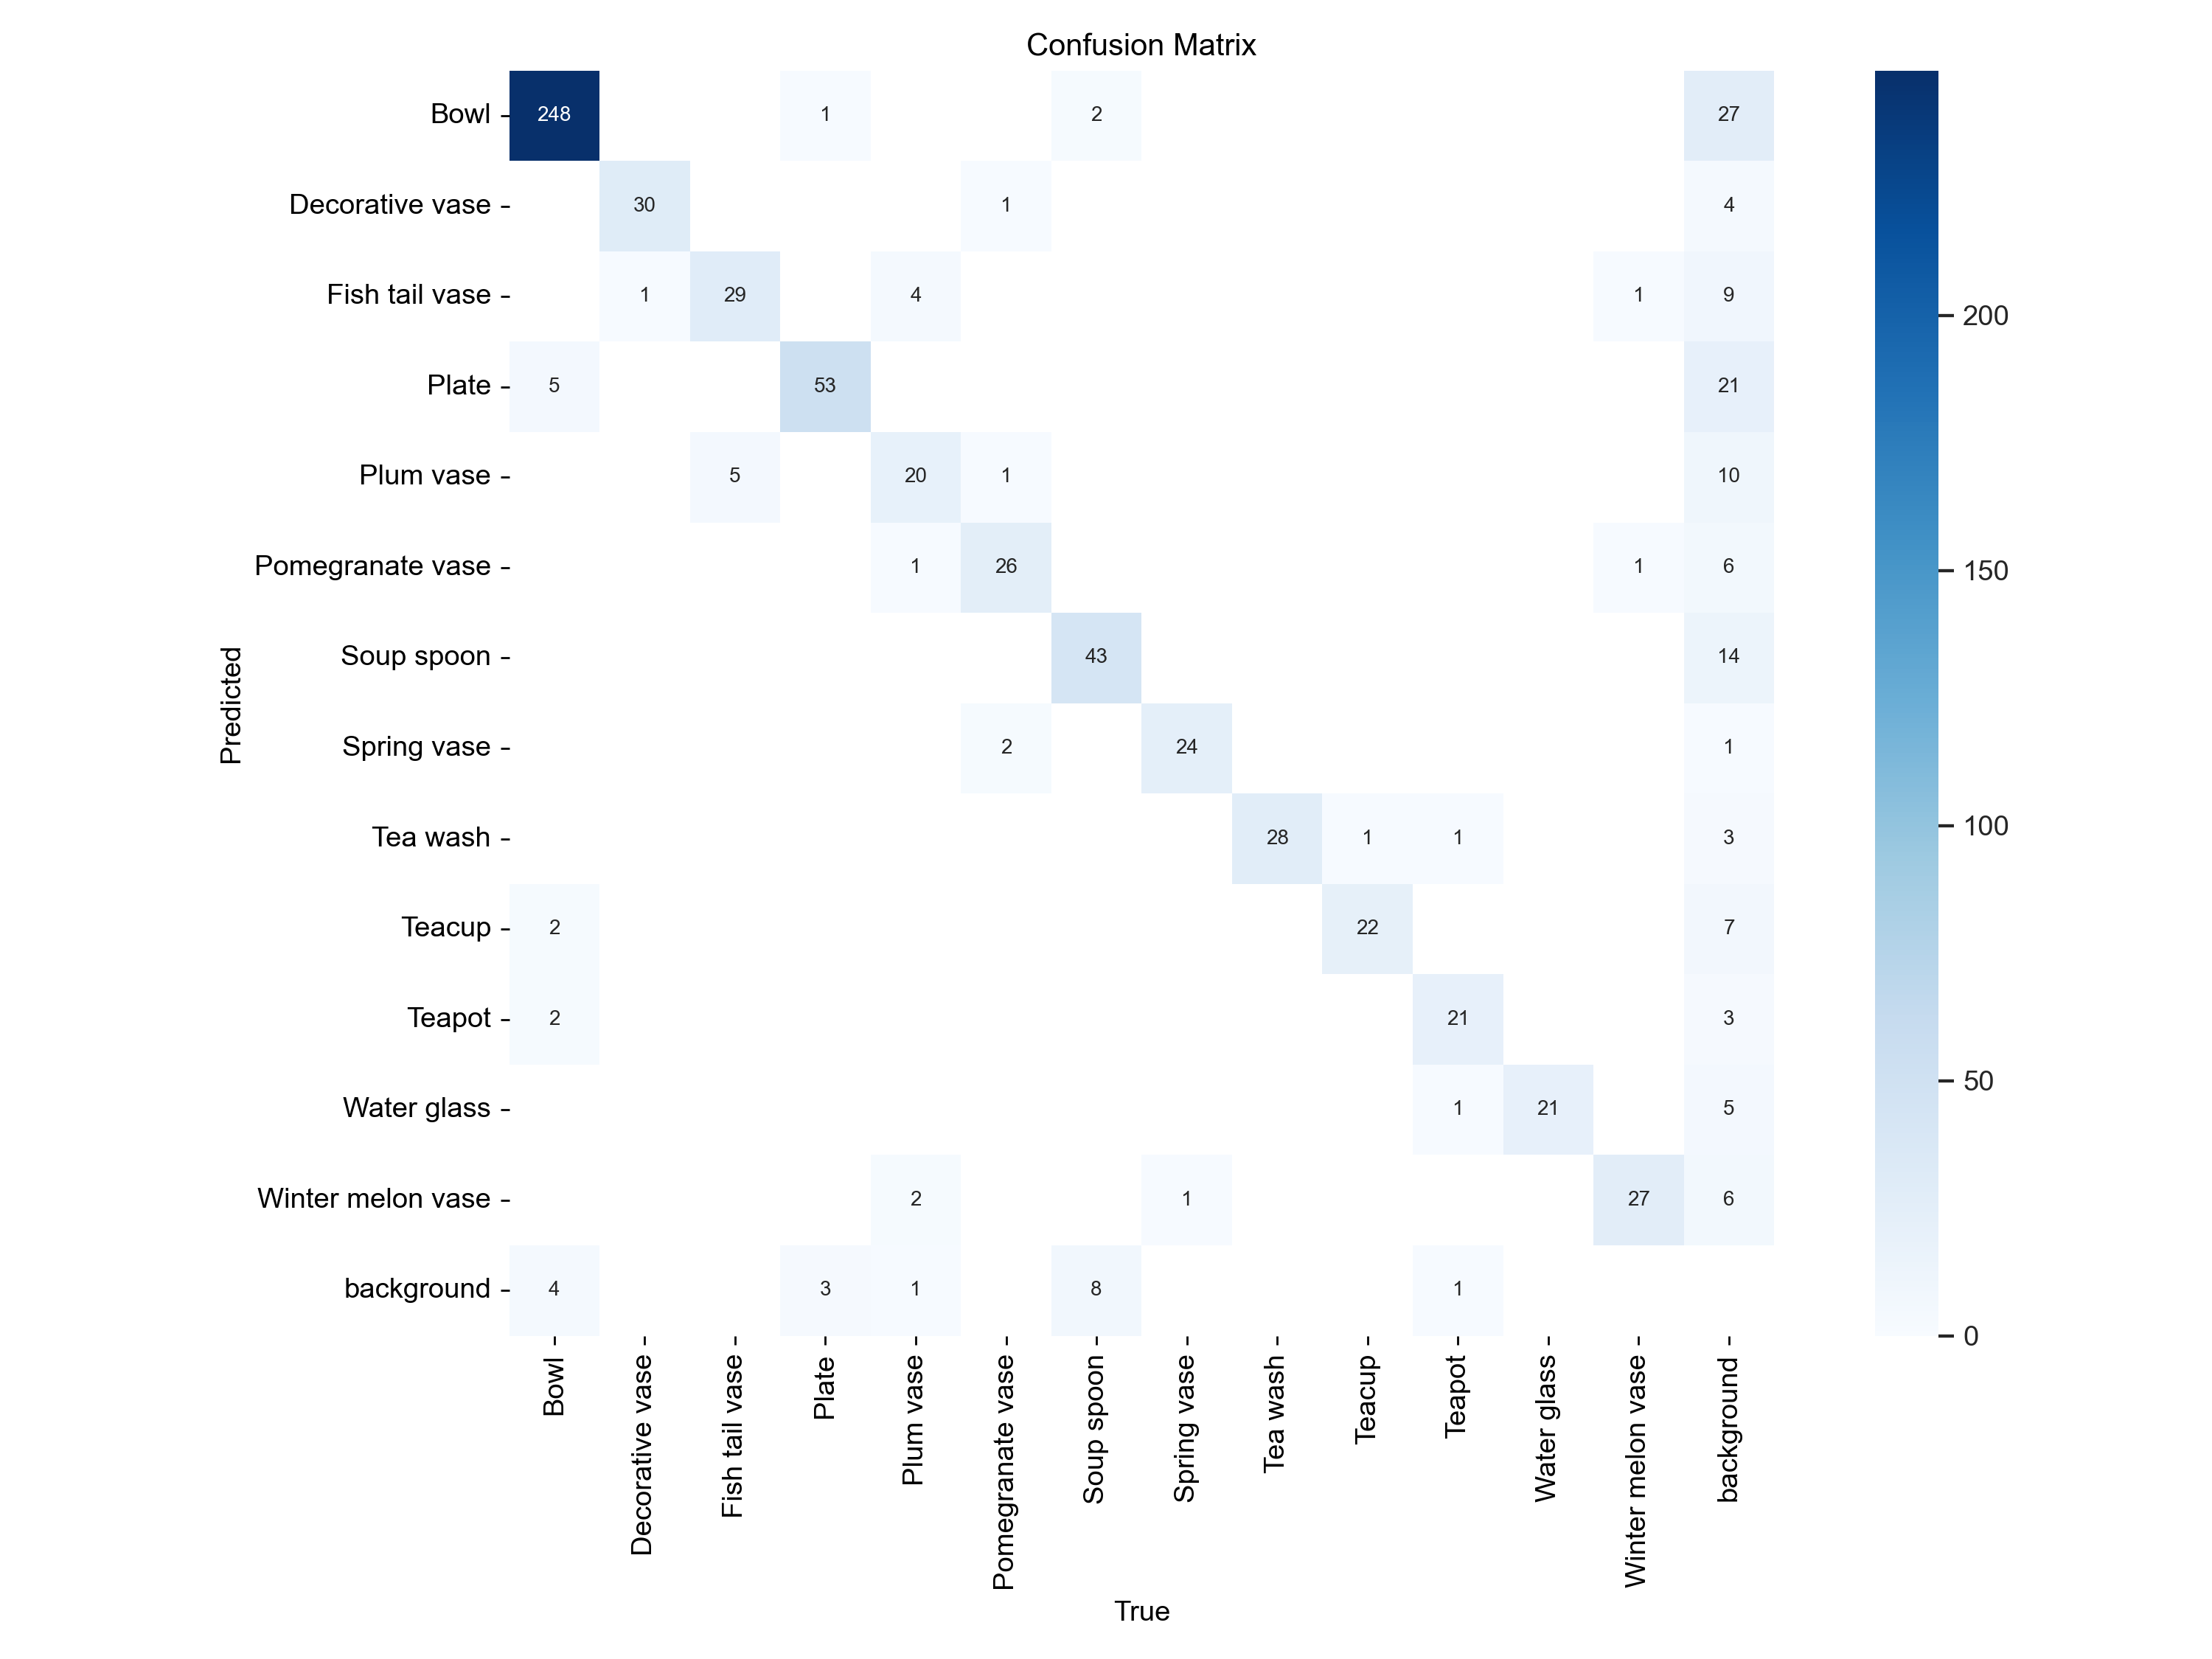 Confusion Matrix
Bowl 248 1 2 27
Decorative vase 30 1 4
Fish tail vase 1 29 4 1 9
200
Plate 5 53 21
Plum vase 5 20 1 10
Pomegranate vase 1 26 1 6
150
Soup spoon 43 14
Predicted
Spring vase 2 24 1
Tea wash 28 1 1 3
100
Teacup 2 22 7
Teapot 2 21 3
50
Water glass 1 21 5
Winter melon vase 2 1 27 6
background 4 3 1 8 1
0
Bowl
Decorative vase
Fish tail vase
Plate
Plum vase
Pomegranate vase
Soup spoon
Spring vase
Tea wash
Teacup
Teapot
Water glass
Winter melon vase
background
True